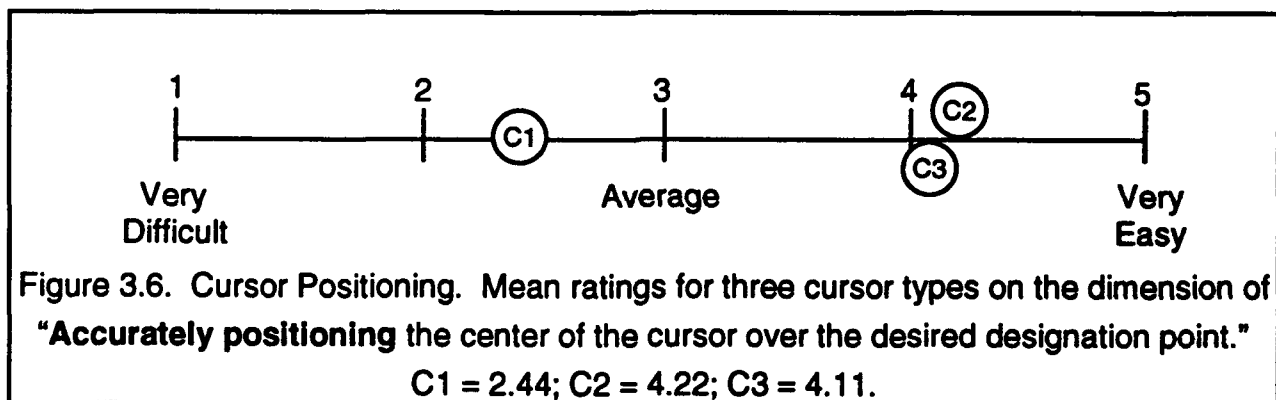 1 2 3 4 5
C1 C2
C3
Very Average Very
Difficult Easy
Figure 3.6. Cursor Positioning. Mean ratings for three cursor types on the dimension of
"Accurately positioning the center of the cursor over the desired designation point."
C1 = 2.44; C2 = 4.22; C3 = 4.11.